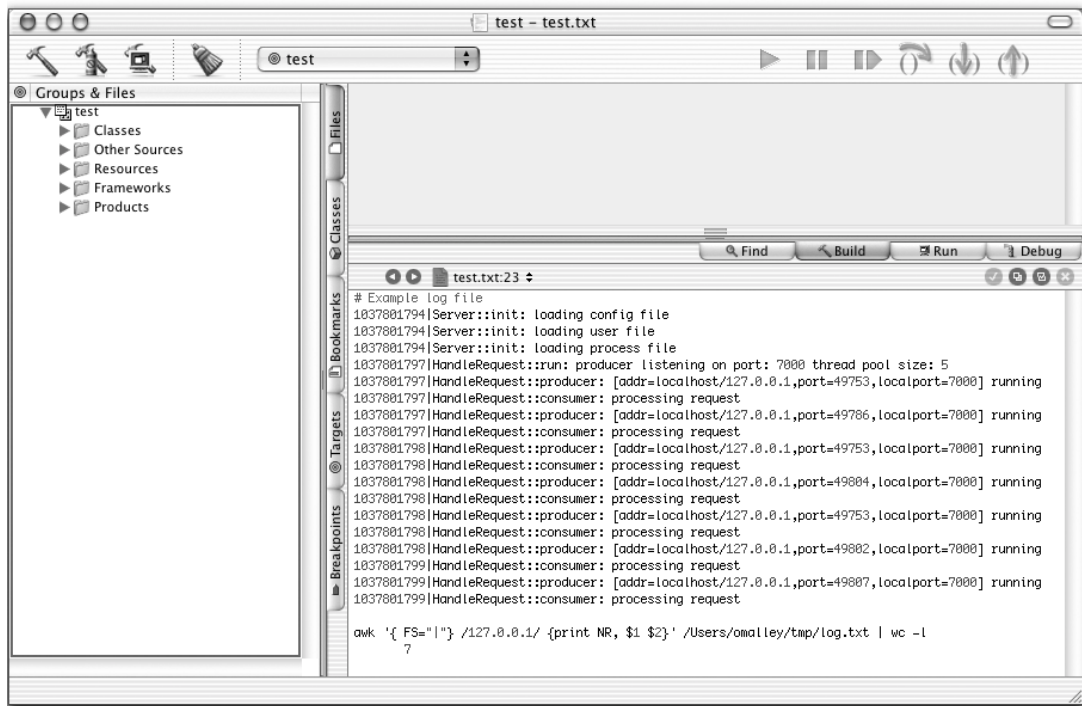 test – test.txt
test
Groups & Files
test
Classes
Other Sources
Resources
Frameworks
Products
Files
Classes
Bookmarks
Targets
Breakpoints
Find
Build
Run
Debug
test.txt:23
# Example log file
1037801794|Server::init: loading config file
1037801794|Server::init: loading user file
1037801794|Server::init: loading process file
1037801797|HandleRequest::run: producer listening on port: 7000 thread pool size: 5
1037801797|HandleRequest::producer: [addr=localhost/127.0.0.1,port=49753,localport=7000] running
1037801797|HandleRequest::consumer: processing request
1037801797|HandleRequest::producer: [addr=localhost/127.0.0.1,port=49786,localport=7000] running
1037801797|HandleRequest::consumer: processing request
1037801798|HandleRequest::producer: [addr=localhost/127.0.0.1,port=49753,localport=7000] running
1037801798|HandleRequest::consumer: processing request
1037801798|HandleRequest::producer: [addr=localhost/127.0.0.1,port=49804,localport=7000] running
1037801798|HandleRequest::consumer: processing request
1037801798|HandleRequest::producer: [addr=localhost/127.0.0.1,port=49753,localport=7000] running
1037801798|HandleRequest::consumer: processing request
1037801798|HandleRequest::producer: [addr=localhost/127.0.0.1,port=49802,localport=7000] running
1037801799|HandleRequest::consumer: processing request
1037801799|HandleRequest::producer: [addr=localhost/127.0.0.1,port=49807,localport=7000] running
1037801799|HandleRequest::consumer: processing request
awk '{ FS="|"} /127.0.0.1/ {print NR, $1 $2}' /Users/omalley/tmp/log.txt | wc -l
7